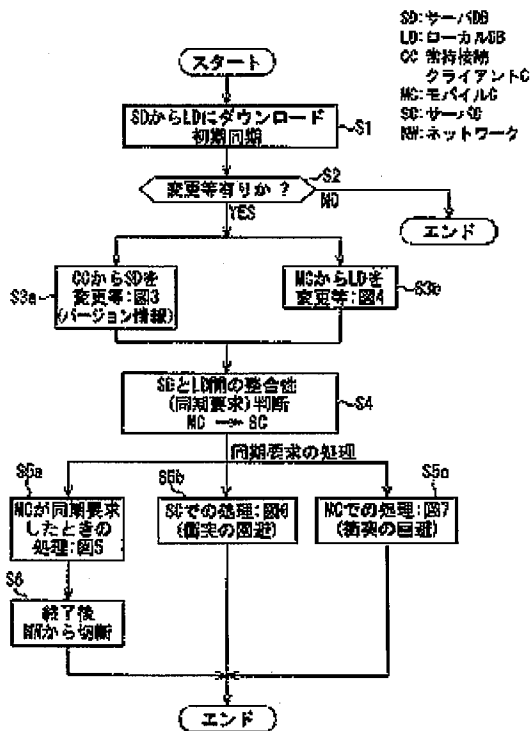 SD:サーバDB
LD:ローカルDB
CC:常時接続
クライアントC
MC:モバイルC
SC:サーバC
NW:ネットワーク
スタート
SDからLDにダウンロード
初期同期
S1
変更等有りか ?
S2
NO
YES
エンド
S3a
CCからSDを
変更等:図3
(バージョン情報)
MCからLDを
変更等:図4
S3b
SDとLD間の整合性
(同期要求)判断
MC → SC
S4
同期要求の処理
S5a
MCが同期要求
したときの
処理:図5
S5b
SCでの処理:図6
(衝突の回避)
S5c
MCでの処理:図7
(衝突の回避)
S6
終了後
NWから切断
エンド